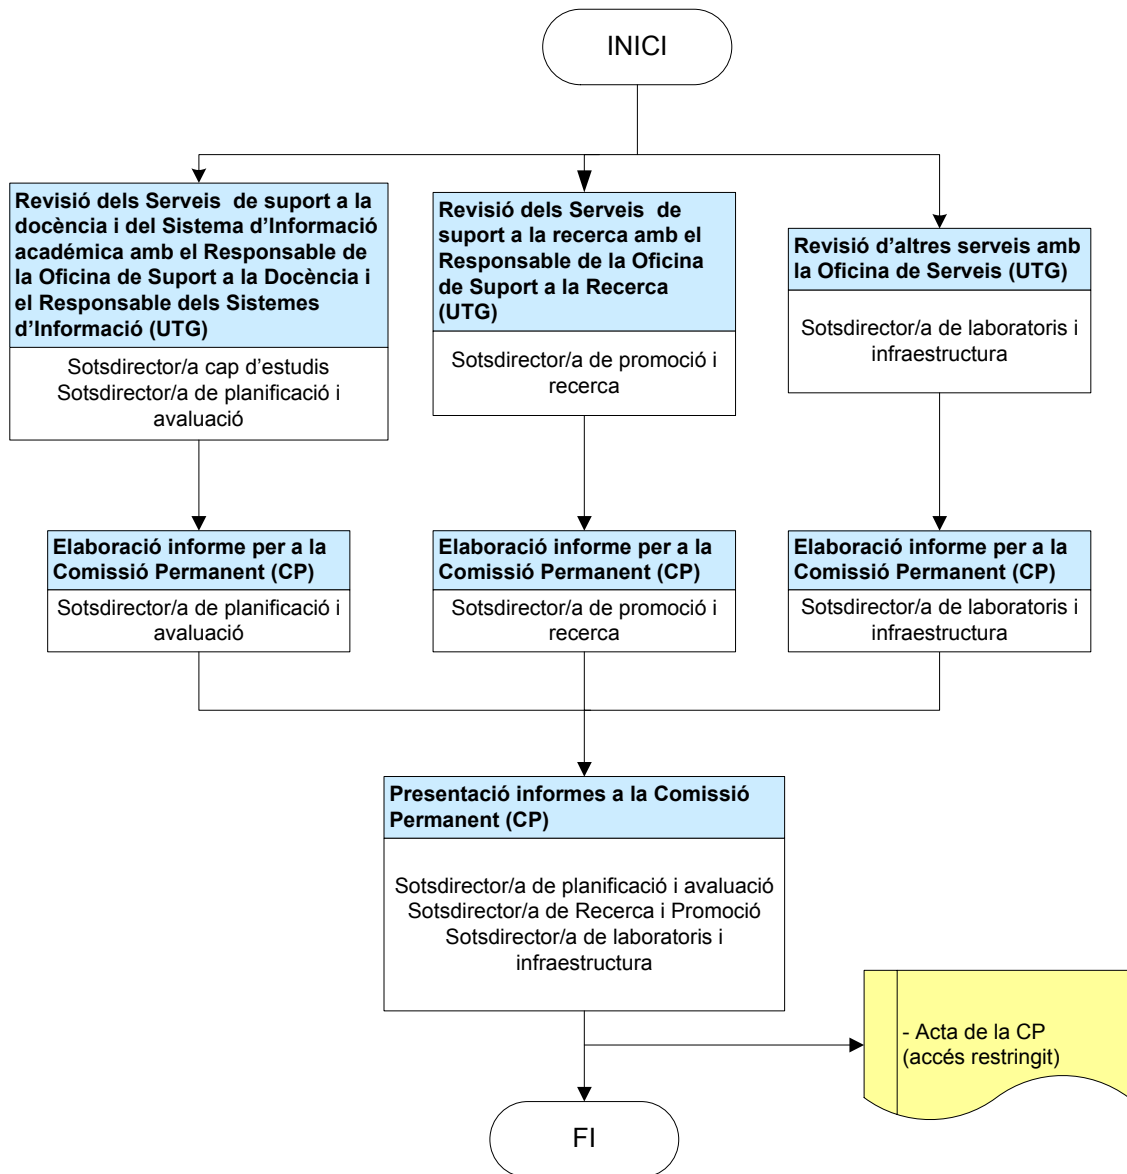 INICI
Revisió dels Serveis de suport a la
docència i del Sistema d’Informació
académica amb el Responsable de
la Oficina de Suport a la Docència i
el Responsable dels Sistemes
d’Informació (UTG)
Sotsdirector/a cap d’estudis
Sotsdirector/a de planificació i
avaluació
Revisió dels Serveis de
suport a la recerca amb el
Responsable de la Oficina
de Suport a la Recerca
(UTG)
Sotsdirector/a de promoció i
recerca
Revisió d’altres serveis amb
la Oficina de Serveis (UTG)
Sotsdirector/a de laboratoris i
infraestructura
Elaboració informe per a la
Comissió Permanent (CP)
Sotsdirector/a de planificació i
avaluació
Elaboració informe per a la
Comissió Permanent (CP)
Sotsdirector/a de promoció i
recerca
Elaboració informe per a la
Comissió Permanent (CP)
Sotsdirector/a de laboratoris i
infraestructura
Presentació informes a la Comissió
Permanent (CP)
Sotsdirector/a de planificació i avaluació
Sotsdirector/a de Recerca i Promoció
Sotsdirector/a de laboratoris i
infraestructura
- Acta de la CP
(accés restringit)
FI